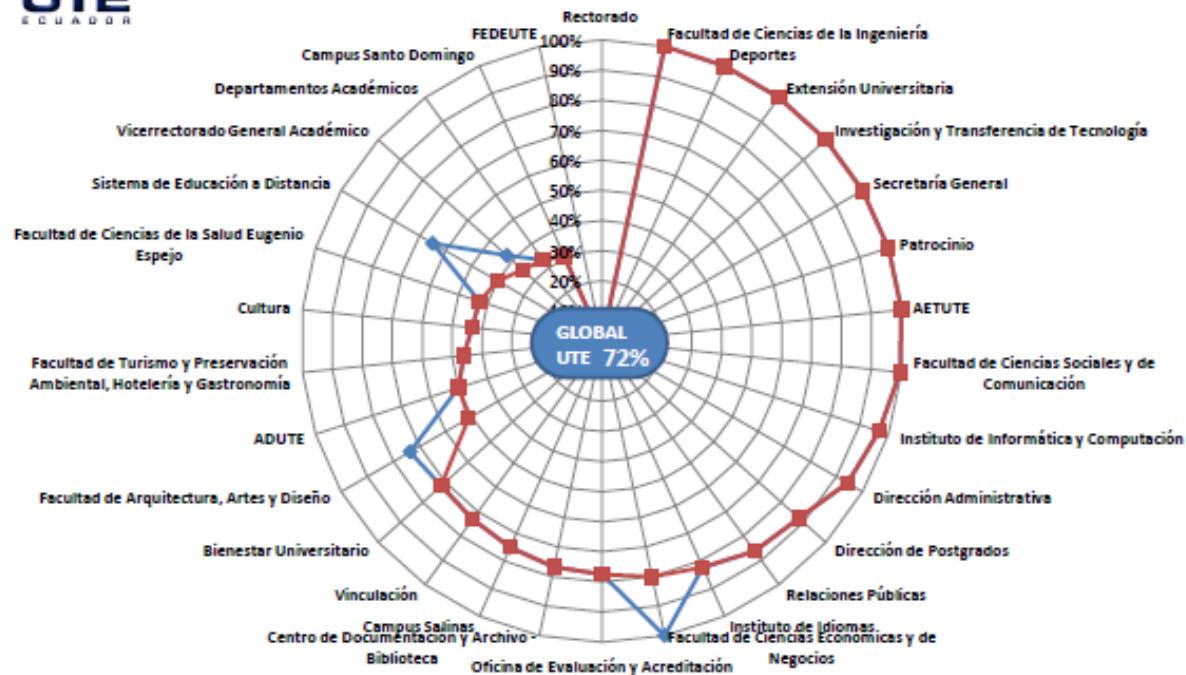 UTE
ECUADOR
Rectorado
Facultad de Ciencias de la Ingeniería
Deportes
Extensión Universitaria
Investigación y Transferencia de Tecnología
Secretaría General
Patrocinio
AETUTE
Facultad de Ciencias Sociales y de
Comunicación
Instituto de Informática y Computación
Dirección Administrativa
Dirección de Postgrados
Relaciones Públicas
Instituto de Idiomas
Facultad de Ciencias Económicas y de
Negocios
Oficina de Evaluación y Acreditación
Centro de Documentación y Archivo -
Biblioteca
Campus Salinas
Vinculación
Bienestar Universitario
Facultad de Arquitectura, Artes y Diseño
ADUTE
Facultad de Turismo y Preservación
Ambiental, Hotelería y Gastronomía
Cultura
Facultad de Ciencias de la Salud Eugenio
Espejo
Sistema de Educación a Distancia
Vicerrectorado General Académico
Departamentos Académicos
Campus Santo Domingo
FEDEUTE
100%
90%
80%
70%
60%
50%
40%
30%
20%
GLOBAL
UTE 72%